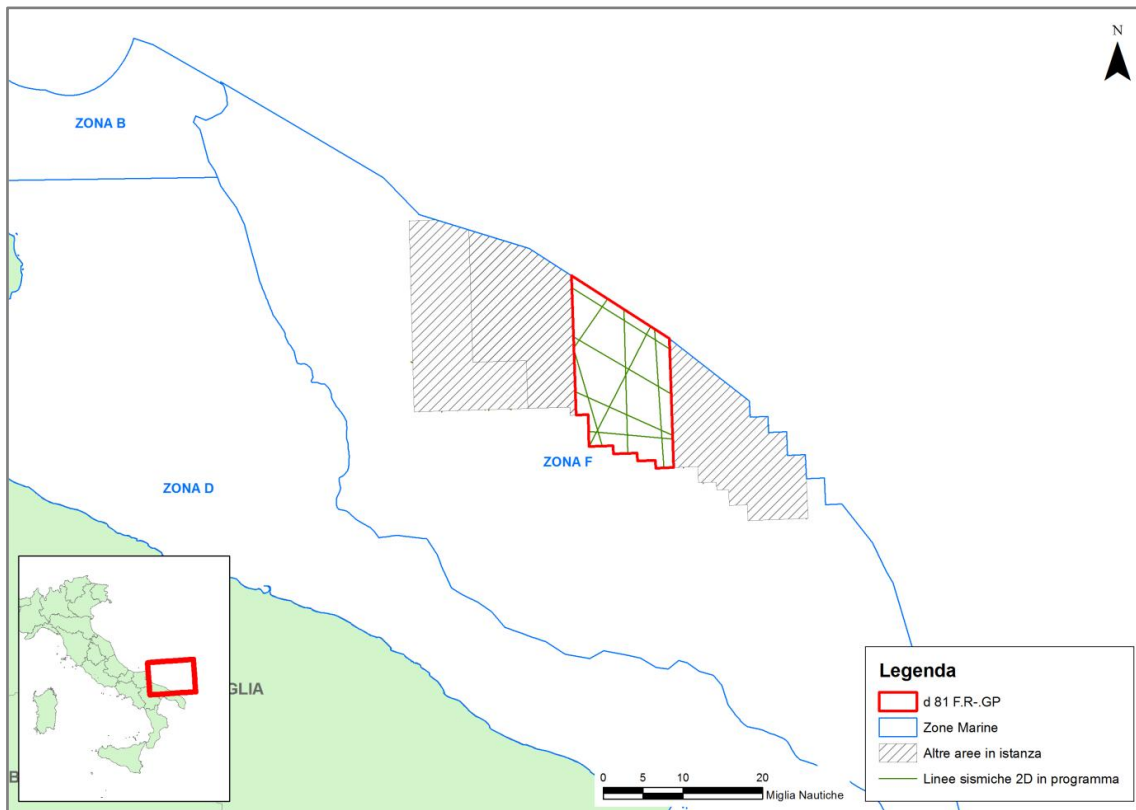 N
ZONA B
ZONA F
ZONA D
GLIA
B
Legenda
d 81 F.R-.GP
Zone Marine
Altre aree in istanza
Linee sismiche 2D in programma
0 5 10 20
Miglia Nautiche